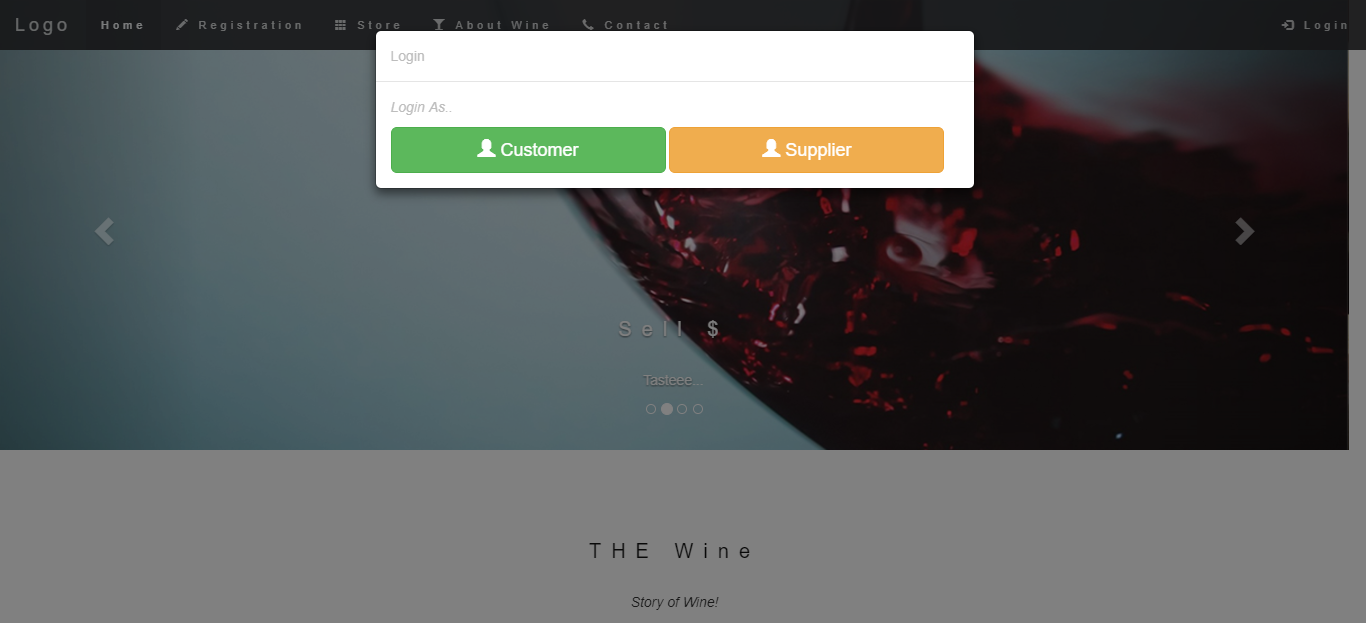 Logo Home Registration Store About Wine Contact Login
Login
Login As..
Customer Supplier
Sell $
Tasteee...
THE Wine
Story of Wine!